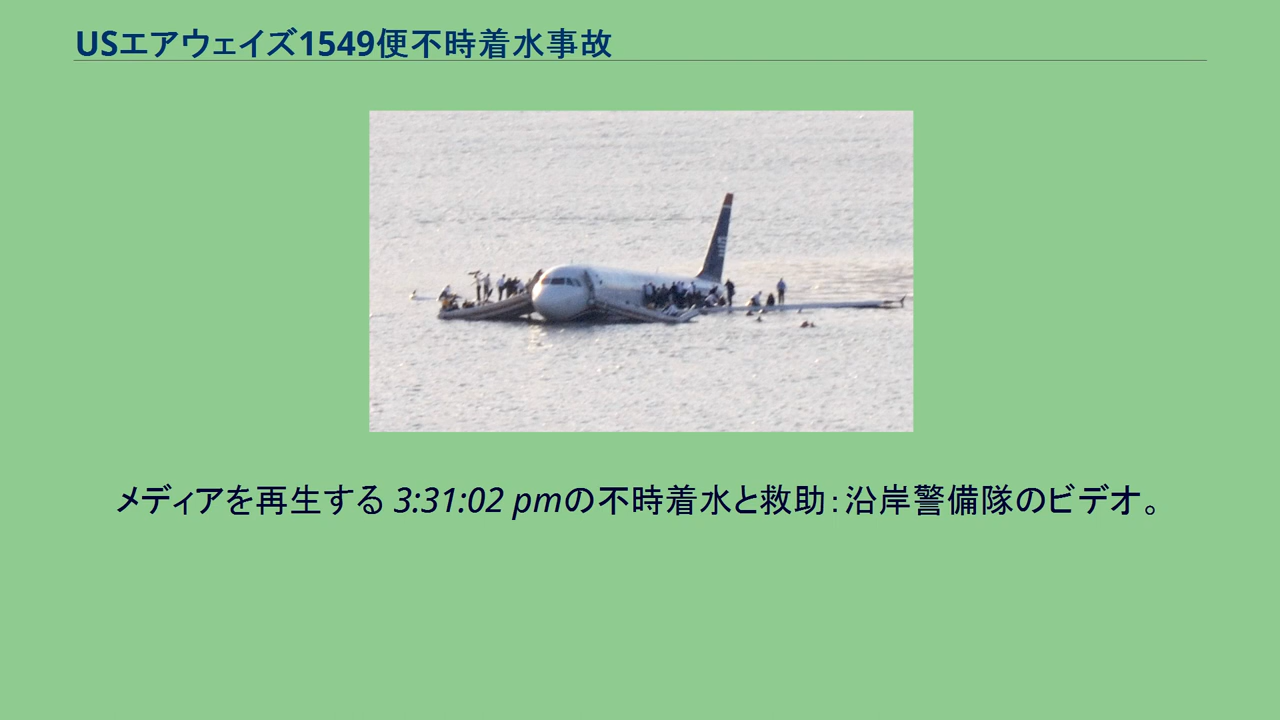 USエアウェイズ1549便不時着水事故
メディアを再生する 3:31:02 pmの不時着水と救助：沿岸警備隊のビデオ。